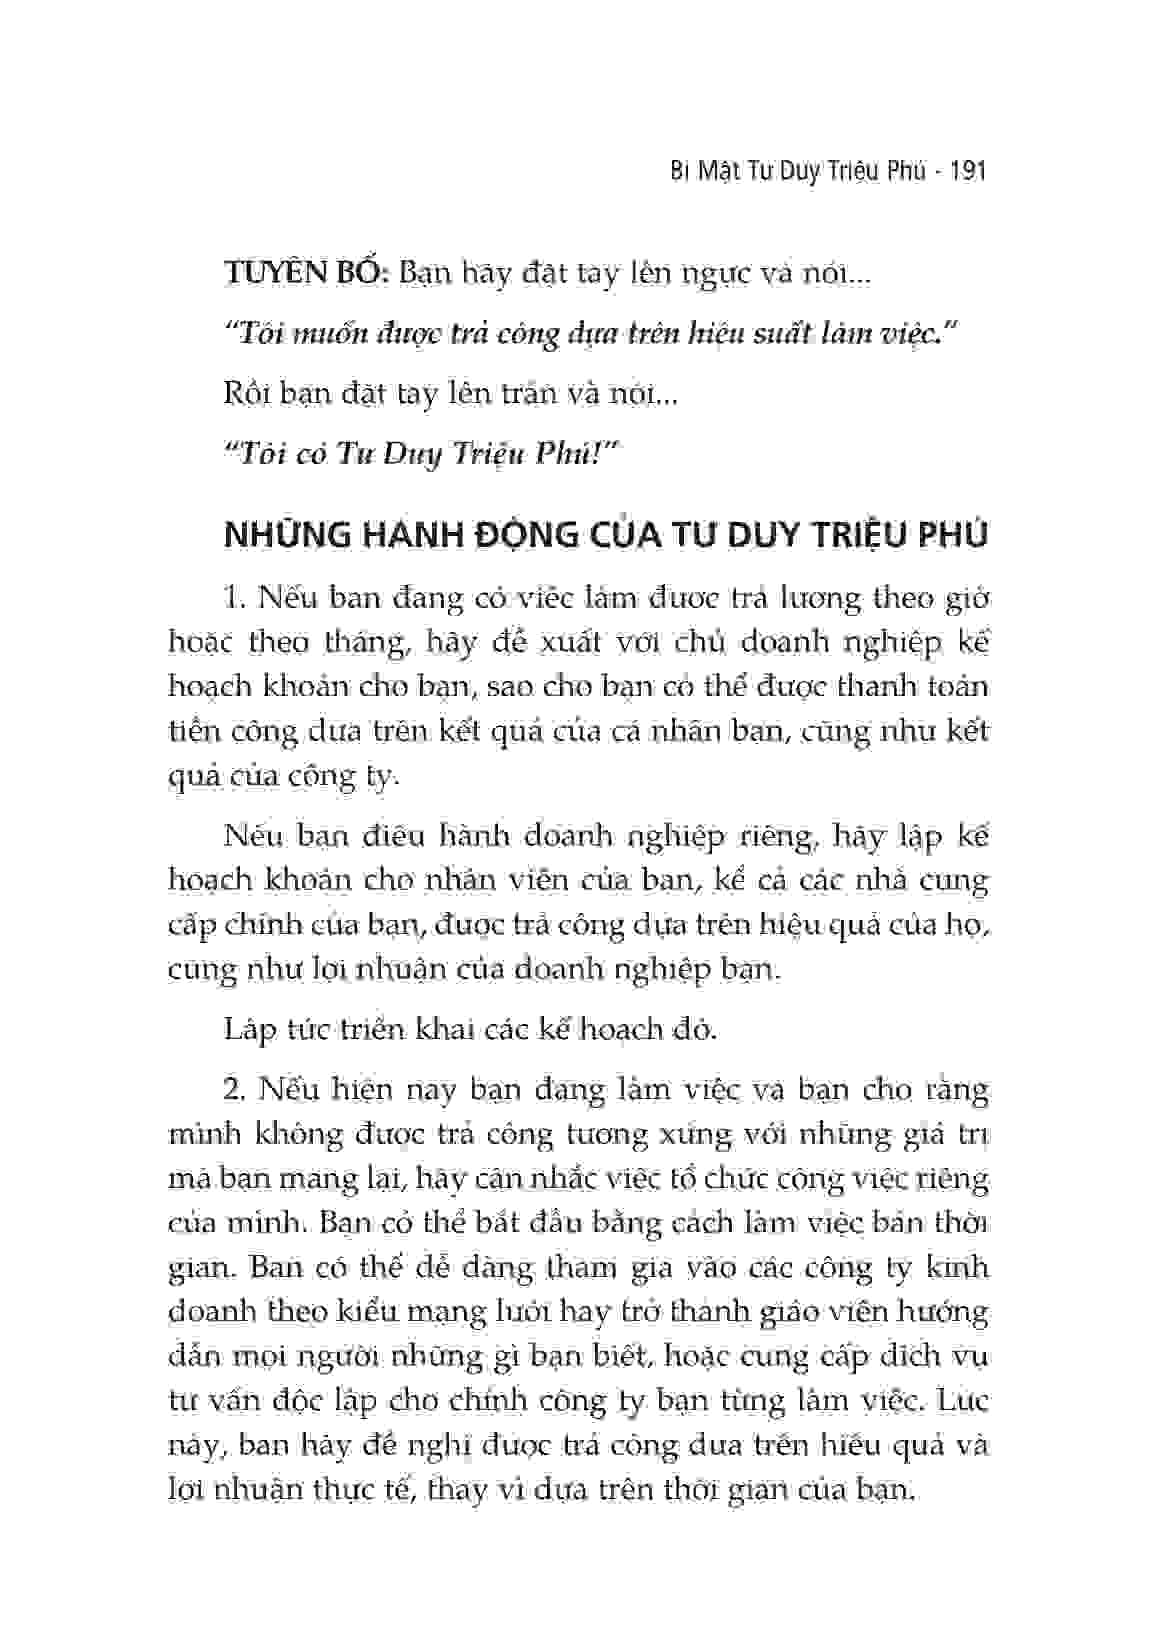 Bí Mật Tư Duy Triệu Phú - 191
TUYÊN BỐ: Bạn hãy đặt tay lên ngực và nói...
“Tôi muốn được trả công dựa trên hiệu suất làm việc.”
Rồi bạn đặt tay lên trán và nói...
“Tôi có Tư Duy Triệu Phú!”
NHỮNG HÀNH ĐỘNG CỦA TƯ DUY TRIỆU PHÚ
1. Nếu bạn đang có việc làm được trả lương theo giờ
hoặc theo tháng, hãy đề xuất với chủ doanh nghiệp kế
hoạch khoán cho bạn, sao cho bạn có thể được thanh toán
tiền công dựa trên kết quả của cá nhân bạn, cũng như kết
quả của công ty.
Nếu bạn điều hành doanh nghiệp riêng, hãy lập kế
hoạch khoán cho nhân viên của bạn, kể cả các nhà cung
cấp chính của bạn, được trả công dựa trên hiệu quả của họ,
cũng như lợi nhuận của doanh nghiệp bạn.
Lập tức triển khai các kế hoạch đó.
2. Nếu hiện nay bạn đang làm việc và bạn cho rằng
mình không được trả công tương xứng với những giá trị
mà bạn mang lại, hãy cân nhắc việc tổ chức công việc riêng
của mình. Bạn có thể bắt đầu bằng cách làm việc bán thời
gian. Bạn có thể dễ dàng tham gia vào các công ty kinh
doanh theo kiểu mạng lưới hay trở thành giáo viên hướng
dẫn mọi người những gì bạn biết, hoặc cung cấp dịch vụ
tư vấn độc lập cho chính công ty bạn từng làm việc. Lúc
này, bạn hãy đề nghị được trả công dựa trên hiệu quả và
lợi nhuận thực tế, thay vì dựa trên thời gian của bạn.